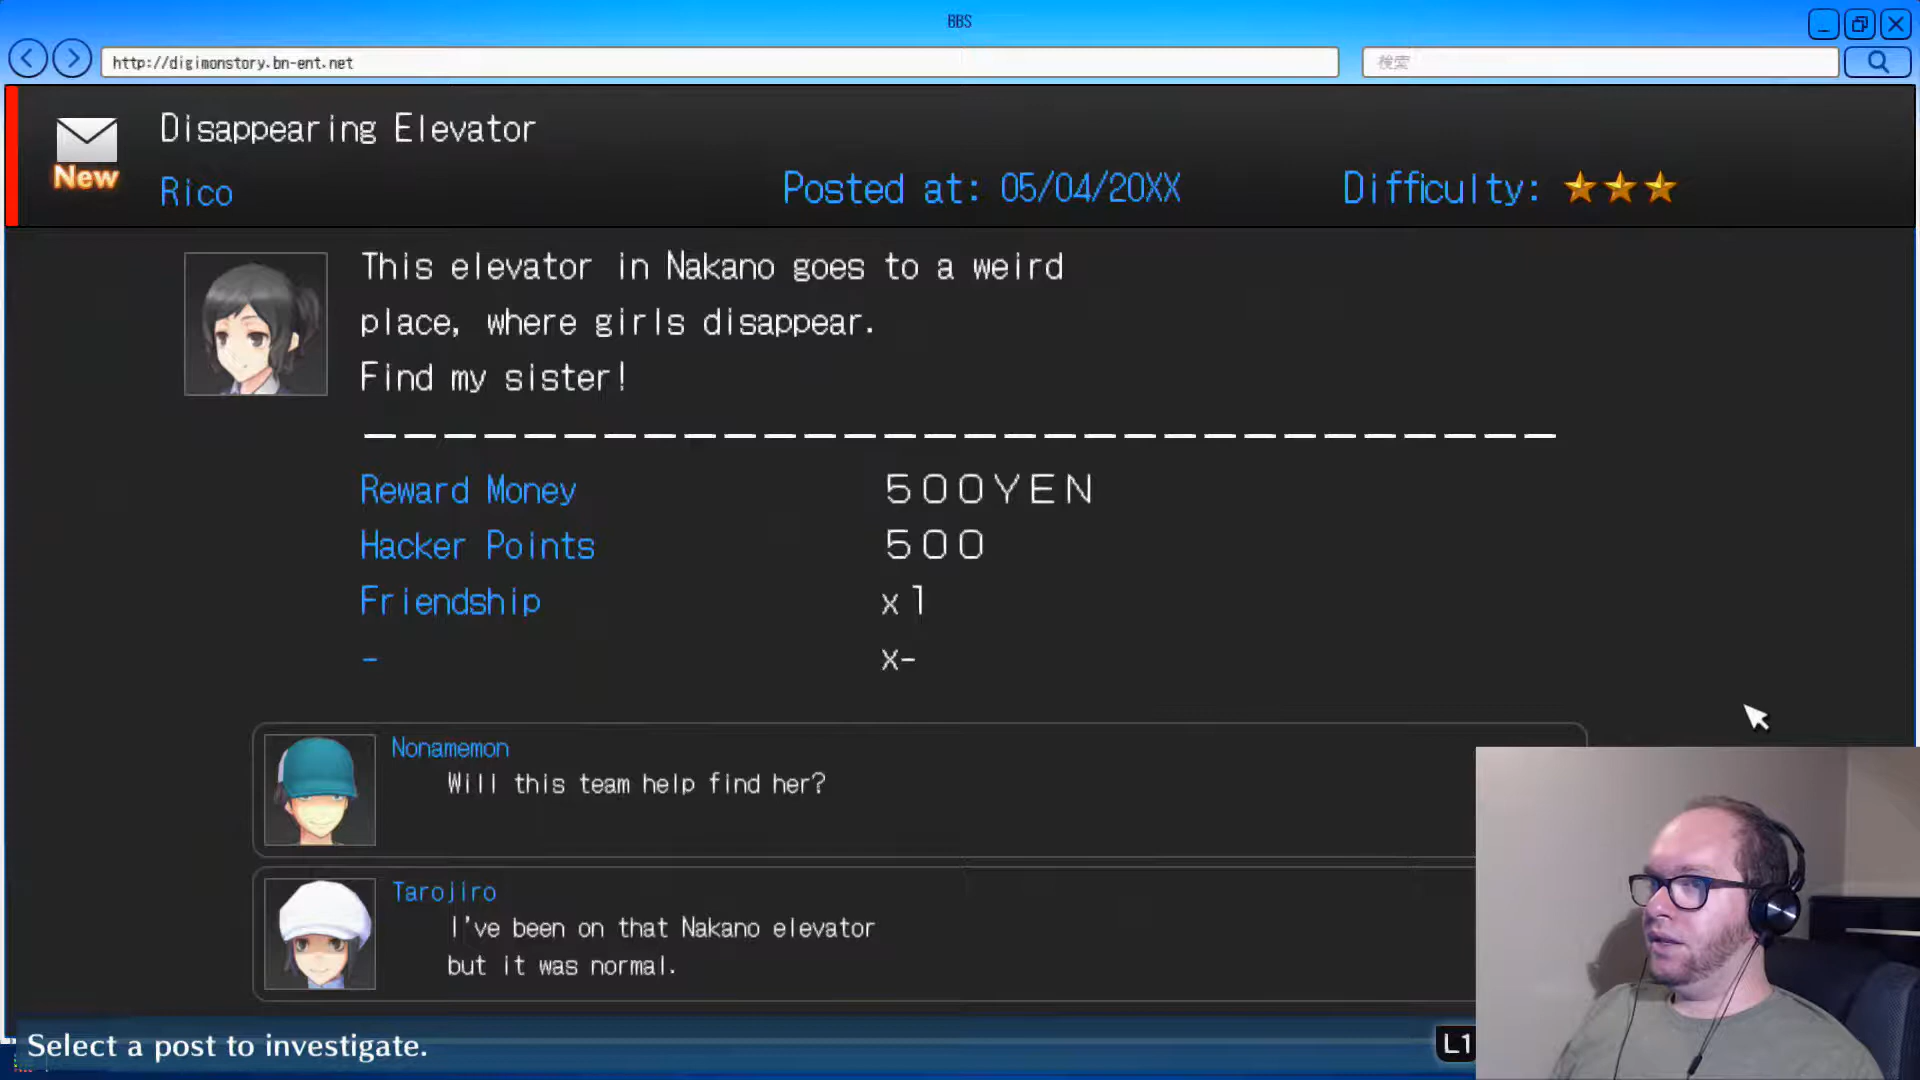 BBS
http://digimonstory.bn-ent.net
検索
Disappearing Elevator
New
Rico
Posted at: 05/04/20XX
Difficulty: ★★★
This elevator in Nakano goes to a weird
place, where girls disappear.
Find my sister!
Reward Money 500YEN
Hacker Points 500
Friendship x1
- x-
Nonamemon
Will this team help find her?
Tarojiro
I've been on that Nakano elevator
but it was normal.
Select a post to investigate.
L1